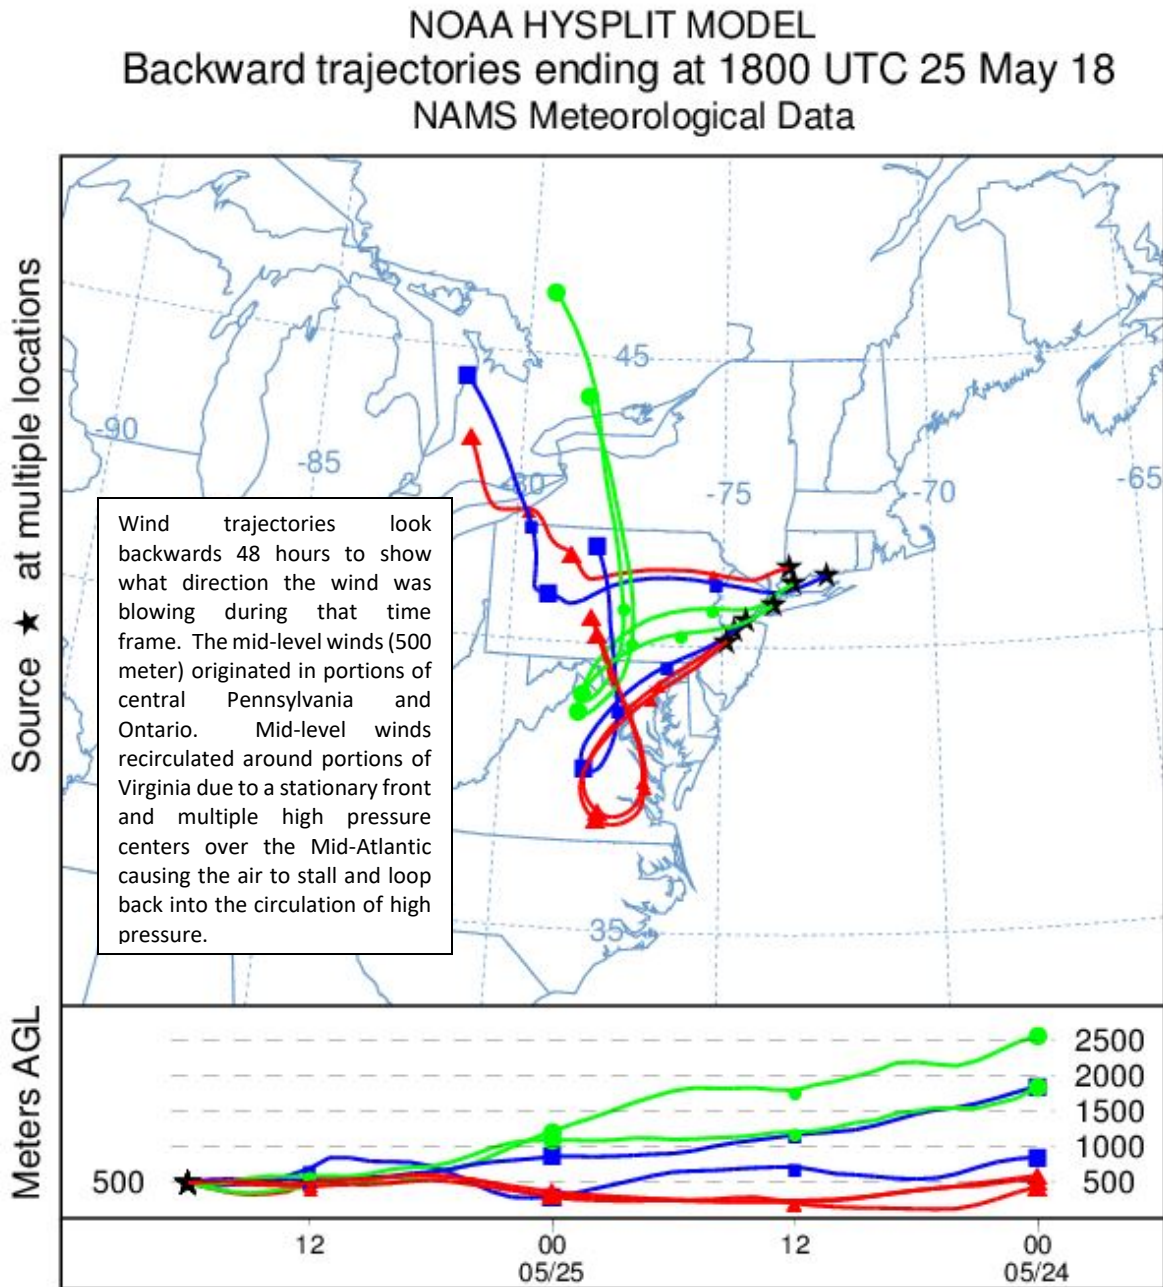 NOAA HYSPLIT MODEL
Backward trajectories ending at 1800 UTC 25 May 18
NAMS Meteorological Data
Source ★ at multiple locations
45
-90
-85
-80
-75
-70
-65
35
Wind trajectories look
backwards 48 hours to show
what direction the wind was
blowing during that time
frame. The mid-level winds (500
meter) originated in portions of
central Pennsylvania and
Ontario. Mid-level winds
recirculated around portions of
Virginia due to a stationary front
and multiple high pressure
centers over the Mid-Atlantic
causing the air to stall and loop
back into the circulation of high
pressure.
Meters AGL
500
2500
2000
1500
1000
500
12 00 12 00
05/25 05/24